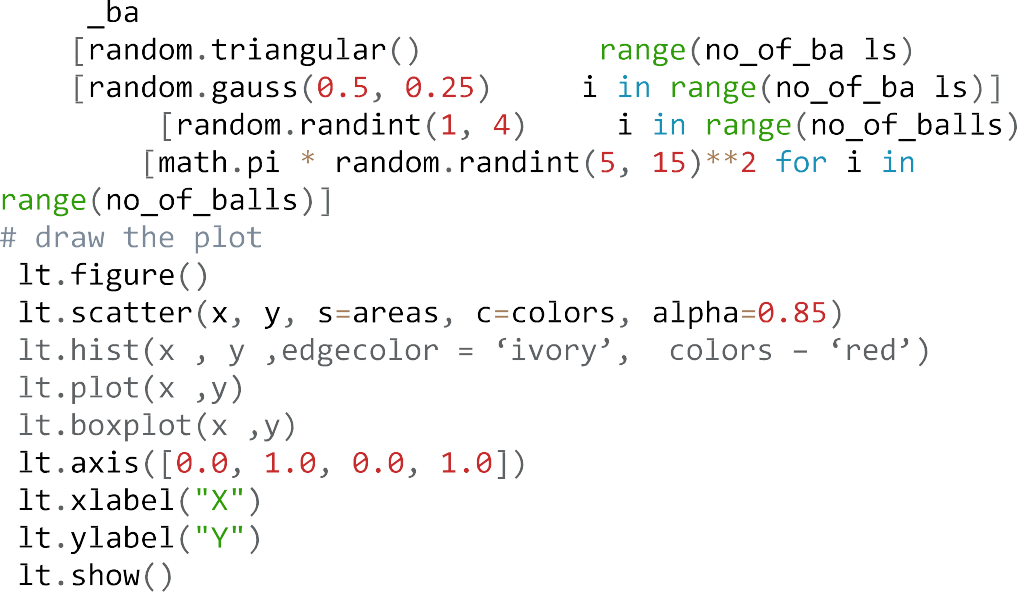 _ba
[random.triangular() range(no_of_ba ls)
[random.gauss(0.5, 0.25) i in range(no_of_ba ls)]
[random.randint(1, 4) i in range(no_of_balls)
[math.pi * random.randint(5, 15)**2 for i in
range(no_of_balls)]
# draw the plot
lt.figure()
lt.scatter(x, y, s=areas, c=colors, alpha=0.85)
lt.hist(x , y ,edgecolor = ‘ivory’, colors – ‘red’)
lt.plot(x ,y)
lt.boxplot(x ,y)
lt.axis([0.0, 1.0, 0.0, 1.0])
lt.xlabel("X")
lt.ylabel("Y")
lt.show()